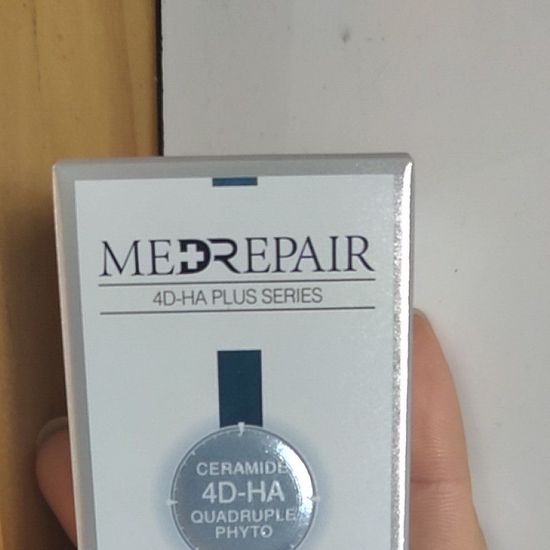 MEDREPAIR
4D-HA PLUS SERIES
CERAMIDE
4D-HA
QUADRUPLE
PHYTO